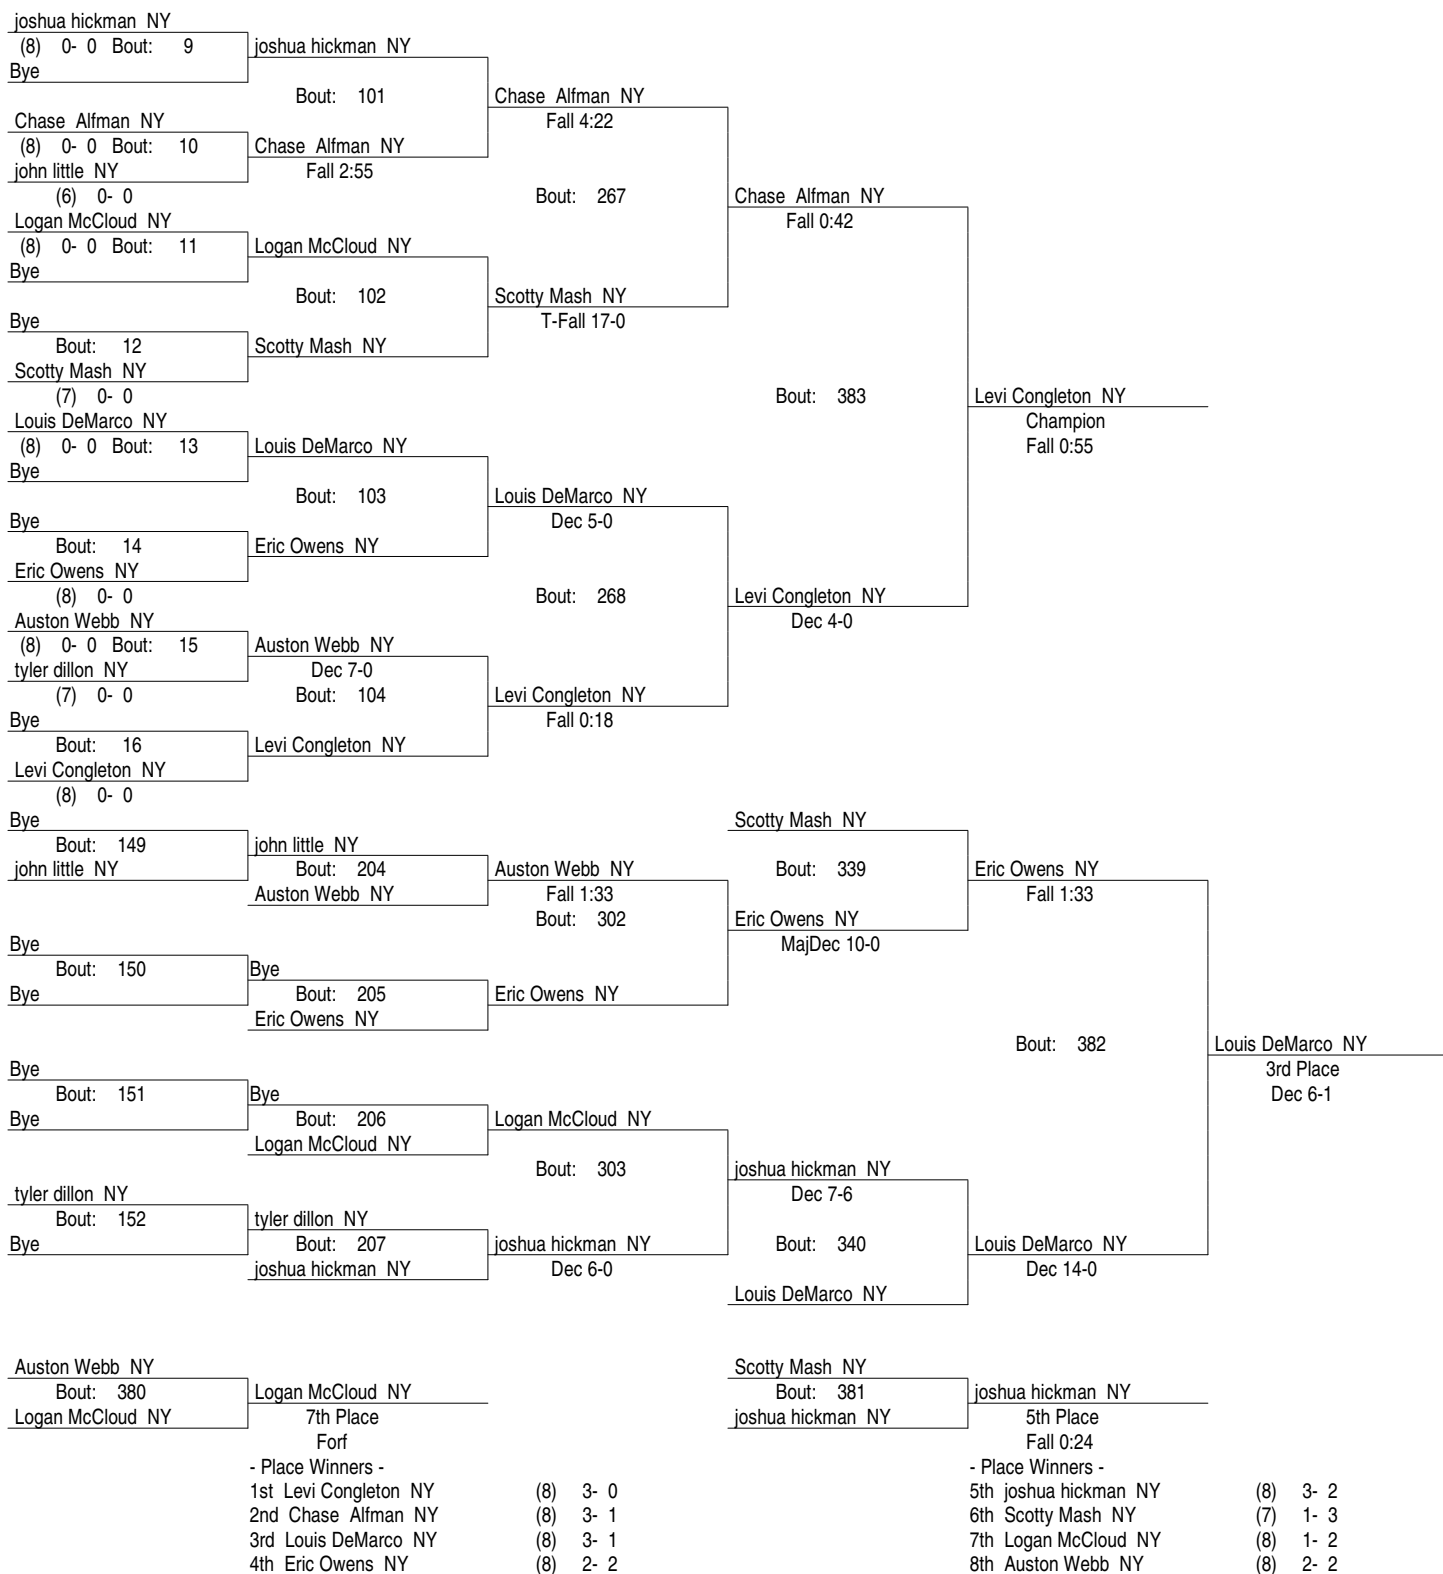 joshua hickman NY
(8) 0- 0 Bout: 9
Bye
joshua hickman NY
Bout: 101
Chase Alfman NY
Fall 4:22
Chase Alfman NY
(8) 0- 0 Bout: 10
john little NY
(6) 0- 0
Chase Alfman NY
Fall 2:55
Bout: 267
Chase Alfman NY
Fall 0:42
Logan McCloud NY
(8) 0- 0 Bout: 11
Bye
Logan McCloud NY
Bout: 102
Scotty Mash NY
T-Fall 17-0
Bye
Bout: 12
Scotty Mash NY
(7) 0- 0
Scotty Mash NY
Bout: 383
Levi Congleton NY
Champion
Fall 0:55
Louis DeMarco NY
(8) 0- 0 Bout: 13
Bye
Louis DeMarco NY
Bout: 103
Louis DeMarco NY
Dec 5-0
Bye
Bout: 14
Eric Owens NY
(8) 0- 0
Eric Owens NY
Bout: 268
Levi Congleton NY
Dec 4-0
Auston Webb NY
(8) 0- 0 Bout: 15
tyler dillon NY
(7) 0- 0
Auston Webb NY
Dec 7-0
Bout: 104
Levi Congleton NY
Fall 0:18
Bye
Bout: 16
Levi Congleton NY
(8) 0- 0
Levi Congleton NY
Bye
Bout: 149
john little NY
john little NY
Bout: 204
Auston Webb NY
Auston Webb NY
Fall 1:33
Bout: 302
Scotty Mash NY
Bout: 339
Eric Owens NY
MajDec 10-0
Eric Owens NY
Fall 1:33
Bye
Bout: 150
Bye
Bye
Bout: 205
Eric Owens NY
Eric Owens NY
Bout: 382
Louis DeMarco NY
3rd Place
Dec 6-1
Bye
Bout: 151
Bye
Bye
Bout: 206
Logan McCloud NY
Logan McCloud NY
Bout: 303
joshua hickman NY
Dec 7-6
tyler dillon NY
Bout: 152
Bye
tyler dillon NY
Bout: 207
joshua hickman NY
joshua hickman NY
Dec 6-0
Bout: 340
Louis DeMarco NY
Louis DeMarco NY
Dec 14-0
Auston Webb NY
Bout: 380
Logan McCloud NY
Logan McCloud NY
7th Place
Forf
Scotty Mash NY
Bout: 381
joshua hickman NY
joshua hickman NY
5th Place
Fall 0:24
- Place Winners -
1st Levi Congleton NY (8) 3- 0
2nd Chase Alfman NY (8) 3- 1
3rd Louis DeMarco NY (8) 3- 1
4th Eric Owens NY (8) 2- 2
- Place Winners -
5th joshua hickman NY (8) 3- 2
6th Scotty Mash NY (7) 1- 3
7th Logan McCloud NY (8) 1- 2
8th Auston Webb NY (8) 2- 2